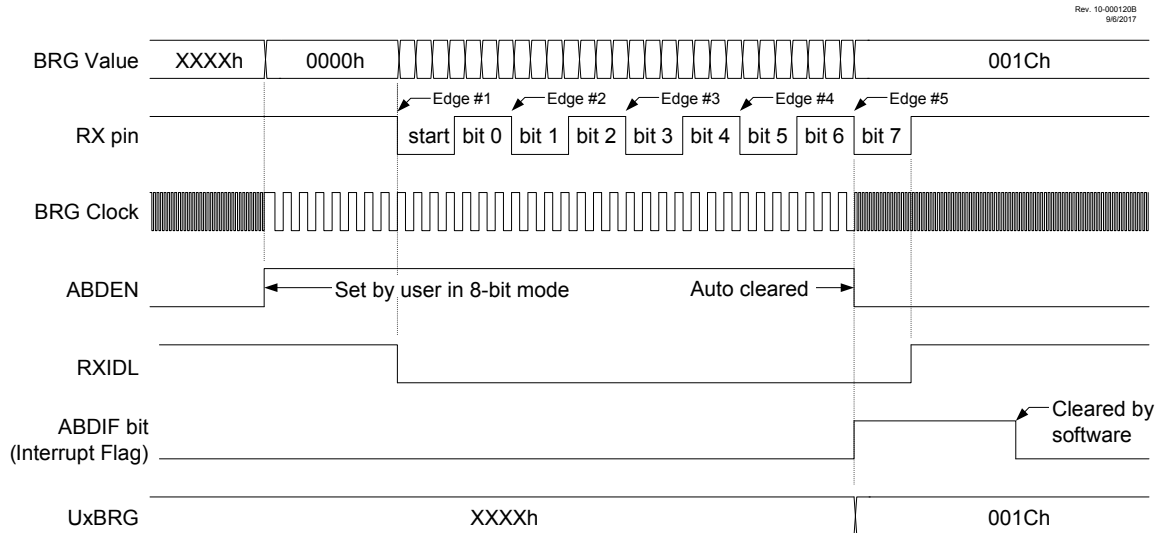 Rev. 10-000120B
9/6/2017
BRG Value XXXXh 0000h 001Ch
Edge #1 Edge #2 Edge #3 Edge #4 Edge #5
RX pin start bit 0 bit 1 bit 2 bit 3 bit 4 bit 5 bit 6 bit 7
BRG Clock
ABDEN Set by user in 8-bit mode Auto cleared
RXIDL
ABDIF bit
(Interrupt Flag)
Cleared by
software
UxBRG XXXXh 001Ch